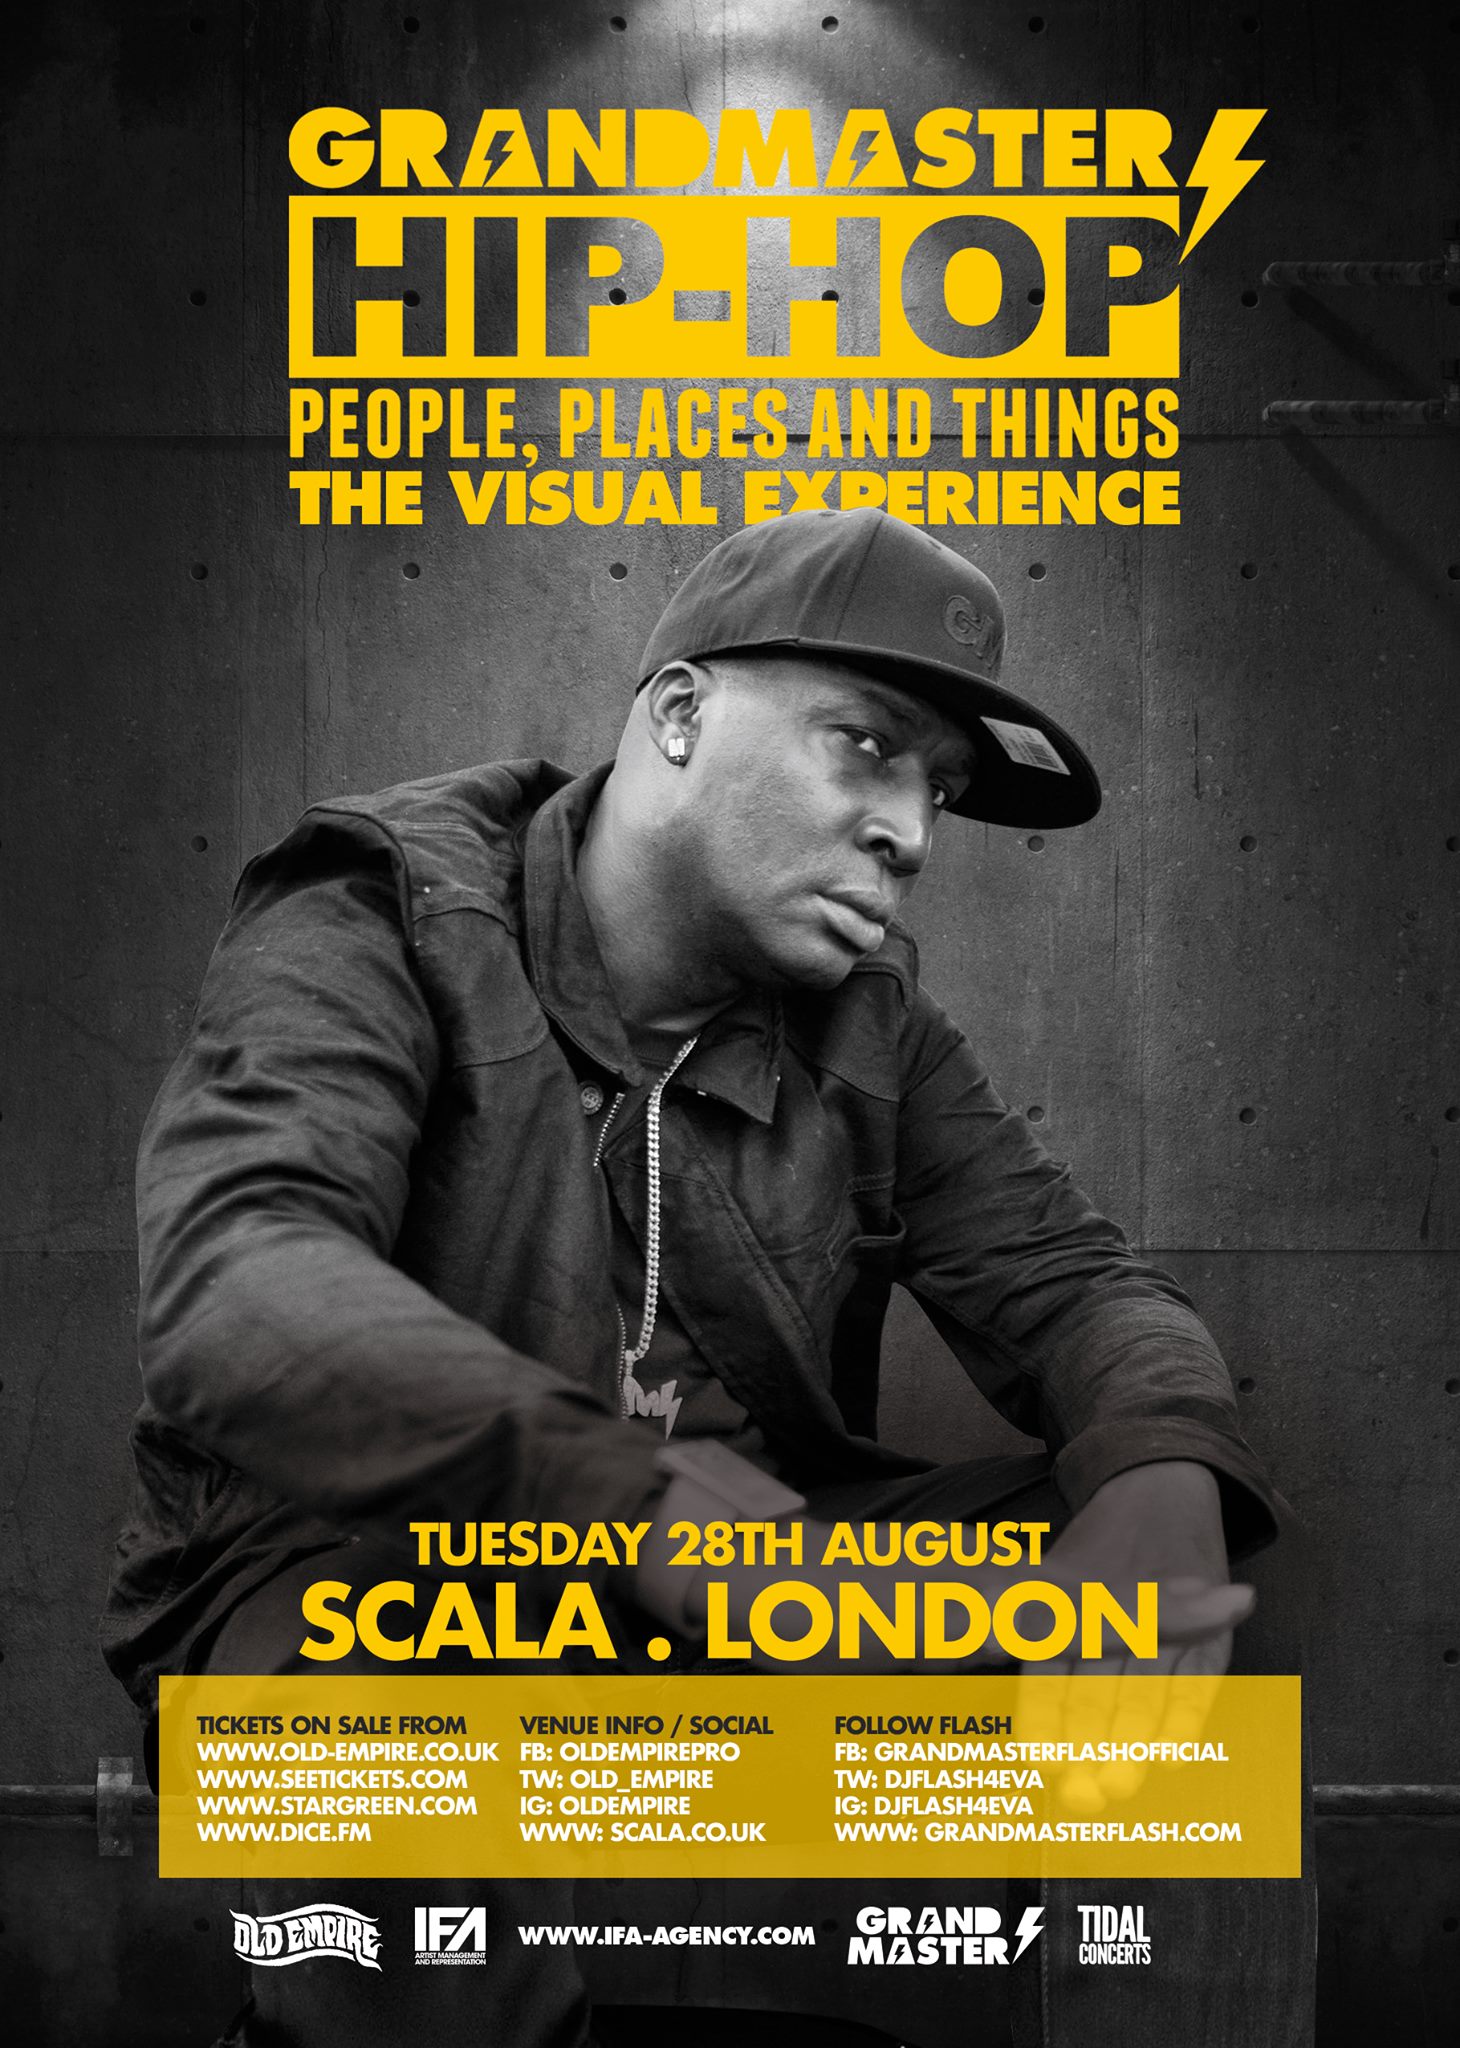 GRANDMASTER
HIP-HOP
PEOPLE, PLACES AND THINGS
THE VISUAL EXPERIENCE
TUESDAY 28TH AUGUST
SCALA . LONDON
TICKETS ON SALE FROM
WWW.OLD-EMPIRE.CO.UK
WWW.SEETICKETS.COM
WWW.STARGREEN.COM
WWW.DICE.FM
VENUE INFO / SOCIAL
FB: OLDEMPIREPRO
TW: OLD_EMPIRE
IG: OLDEMPIRE
WWW: SCALA.CO.UK
FOLLOW FLASH
FB: GRANDMASTERFLASHOFFICIAL
TW: DJFLASH4EVA
IG: DJFLASH4EVA
WWW: GRANDMASTERFLASH.COM
OLD EMPIRE
IFA
ARTIST MANAGEMENT
AND REPRESENTATION
WWW.IFA-AGENCY.COM
GRAND
MASTER
TIDAL
CONCERTS